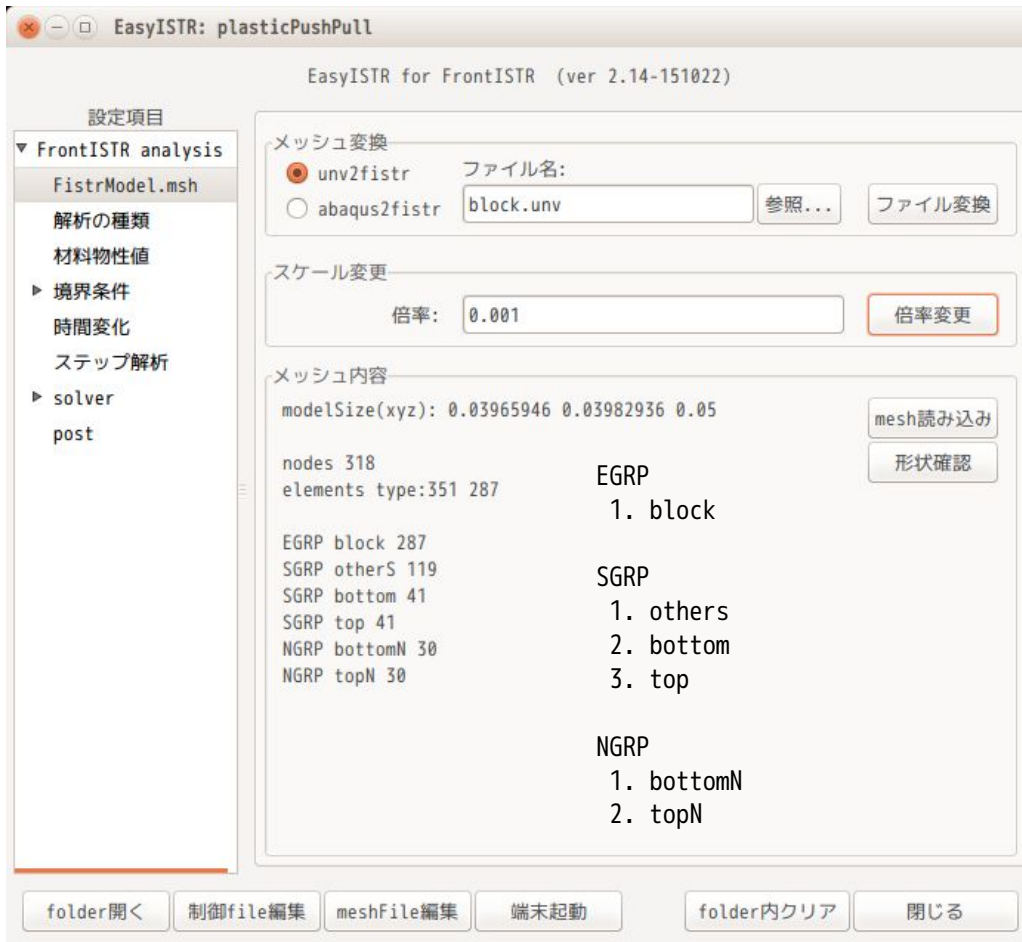 EasyISTR: plasticPushPull
EasyISTR for FrontISTR (ver 2.14-151022)
設定項目
FrontISTR analysis
FistrModel.msh
解析の種類
材料物性値
境界条件
時間変化
ステップ解析
solver
post
メッシュ変換
unv2fistr
abaqus2fistr
ファイル名:
block.unv
参照...
ファイル変換
スケール変更
倍率:
0.001
倍率変更
メッシュ内容
modelSize(xyz): 0.03965946 0.03982936 0.05
nodes 318
elements type:351 287
EGRP block 287
SGRP otherS 119
SGRP bottom 41
SGRP top 41
NGRP bottomN 30
NGRP topN 30
EGRP
1. block
SGRP
1. others
2. bottom
3. top
NGRP
1. bottomN
2. topN
mesh読み込み
形状確認
folder開く
制御file編集
meshFile編集
端末起動
folder内クリア
閉じる